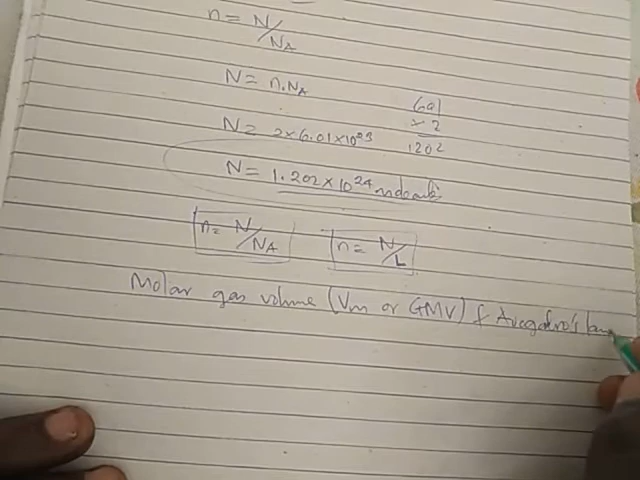 n = N/NA
N = n.NA
601
× 2
1202
N = 2×6.01×10²³
N = 1.202×10²⁴ molecules
n = N/NA
n = N/L
Molar gas volume (Vm or GMV) & Avogadro's law